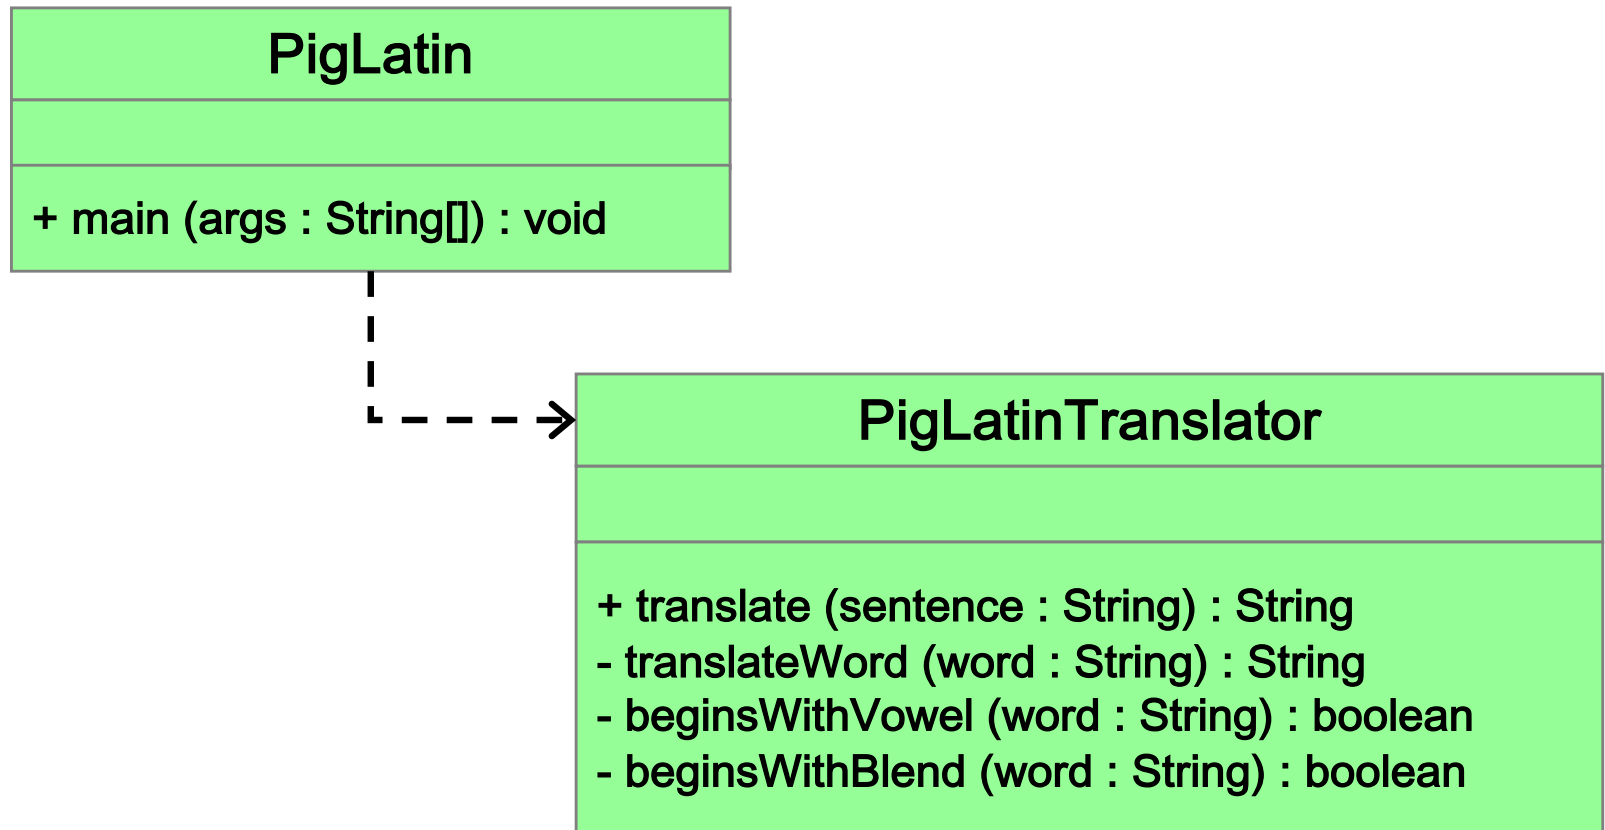 PigLatin
+ main (args : String[]) : void
PigLatinTranslator
+ translate (sentence : String) : String
- translateWord (word : String) : String
- beginsWithVowel (word : String) : boolean
- beginsWithBlend (word : String) : boolean